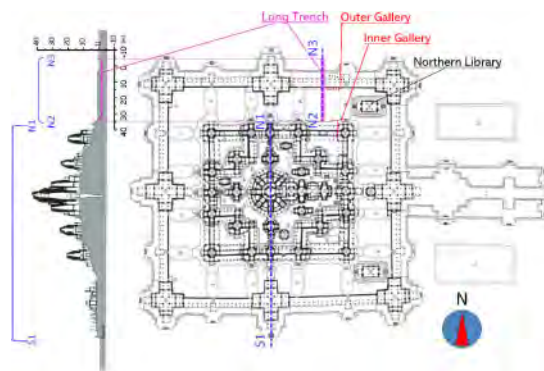 Long Trench
Outer Gallery
Inner Gallery
Northern Library
40
30
20
10
0
-10
0
10
20
30
40
N3
N2
N1
S1
N3
N2
N1
S1
N